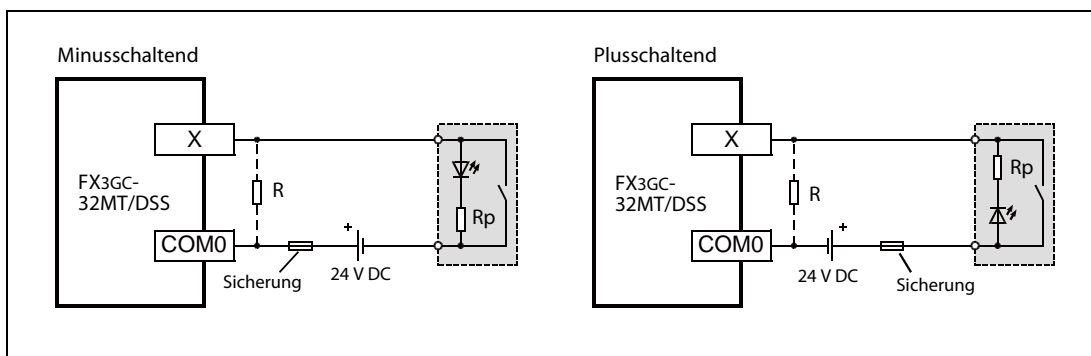 Minusschaltend
X
FX3GC-
32MT/DSS
R
Rp
COM0
+
Sicherung
24 V DC
Plusschaltend
X
FX3GC-
32MT/DSS
R
Rp
COM0
+
24 V DC
Sicherung